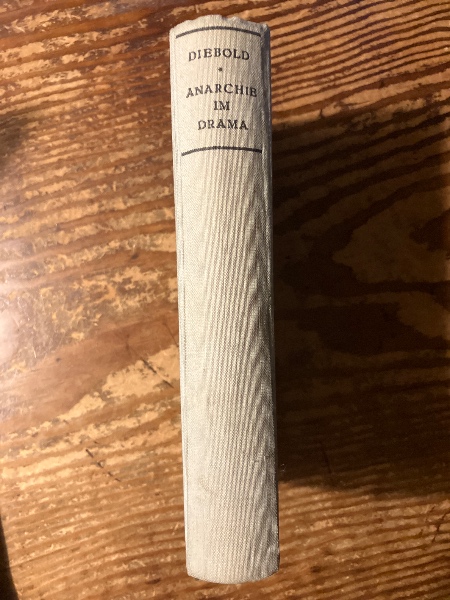 DIEBOLD
*
ANARCHIE
IM
DRAMA